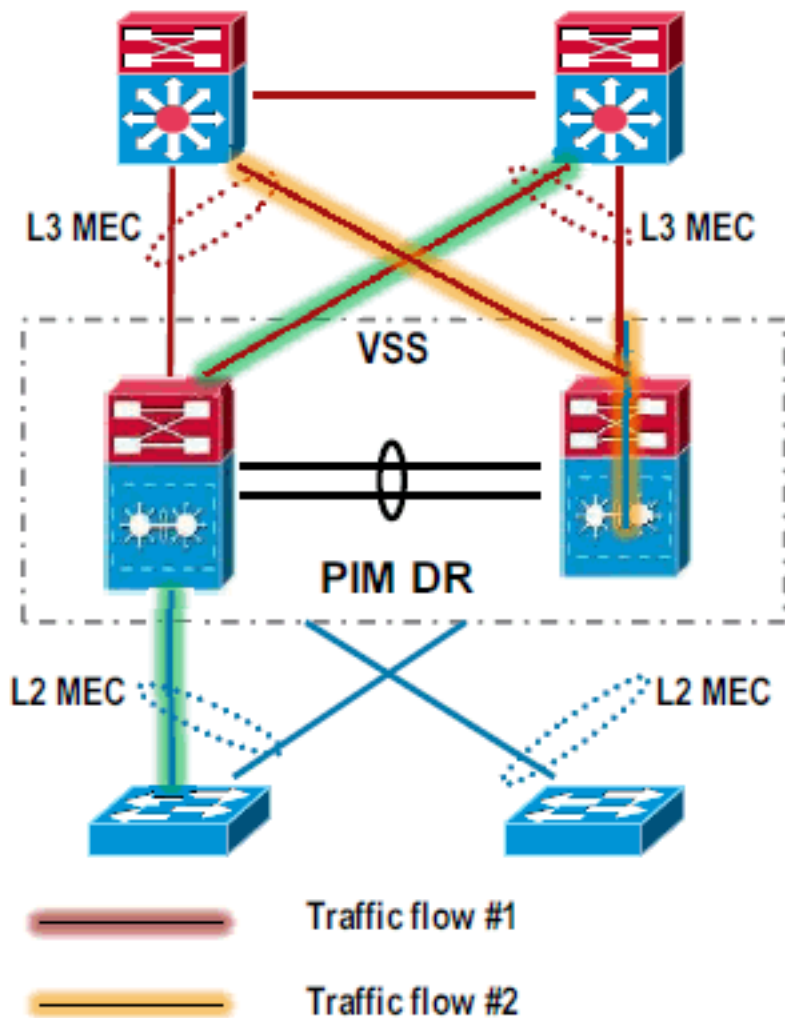 L3 MEC
L3 MEC
VSS
PIM DR
L2 MEC
L2 MEC
Traffic flow #1
Traffic flow #2